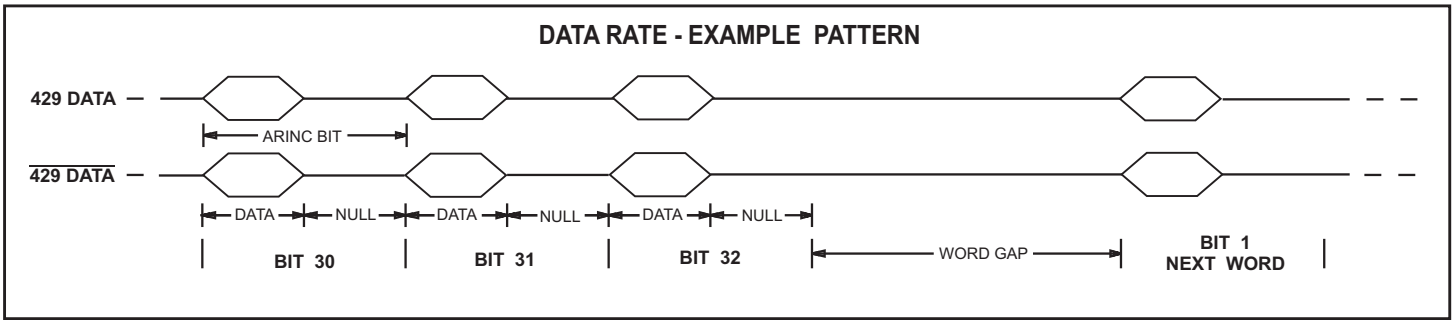 DATA RATE - EXAMPLE PATTERN
429 DATA
ARINC BIT
429 DATA
DATA NULL DATA NULL DATA NULL
WORD GAP
BIT 30 BIT 31 BIT 32 BIT 1
NEXT WORD